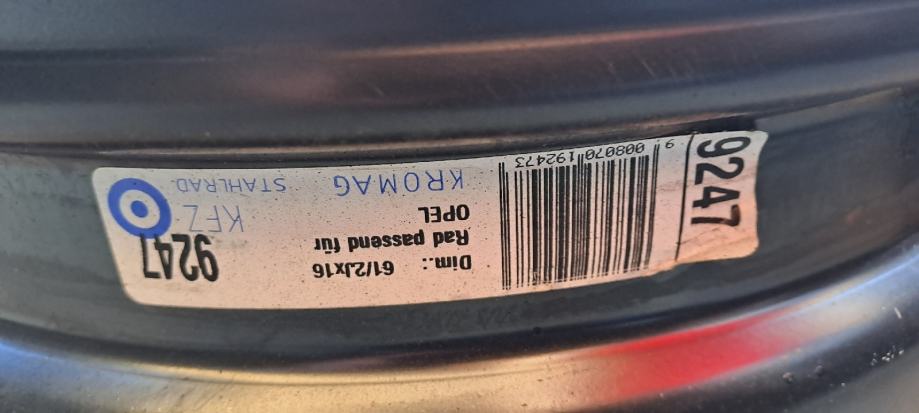 9247
Dim.: 61/2Jx16
Rad passend für
OPEL
KFZ
KROMAG STAHLRAD
9 008070 192473
9247